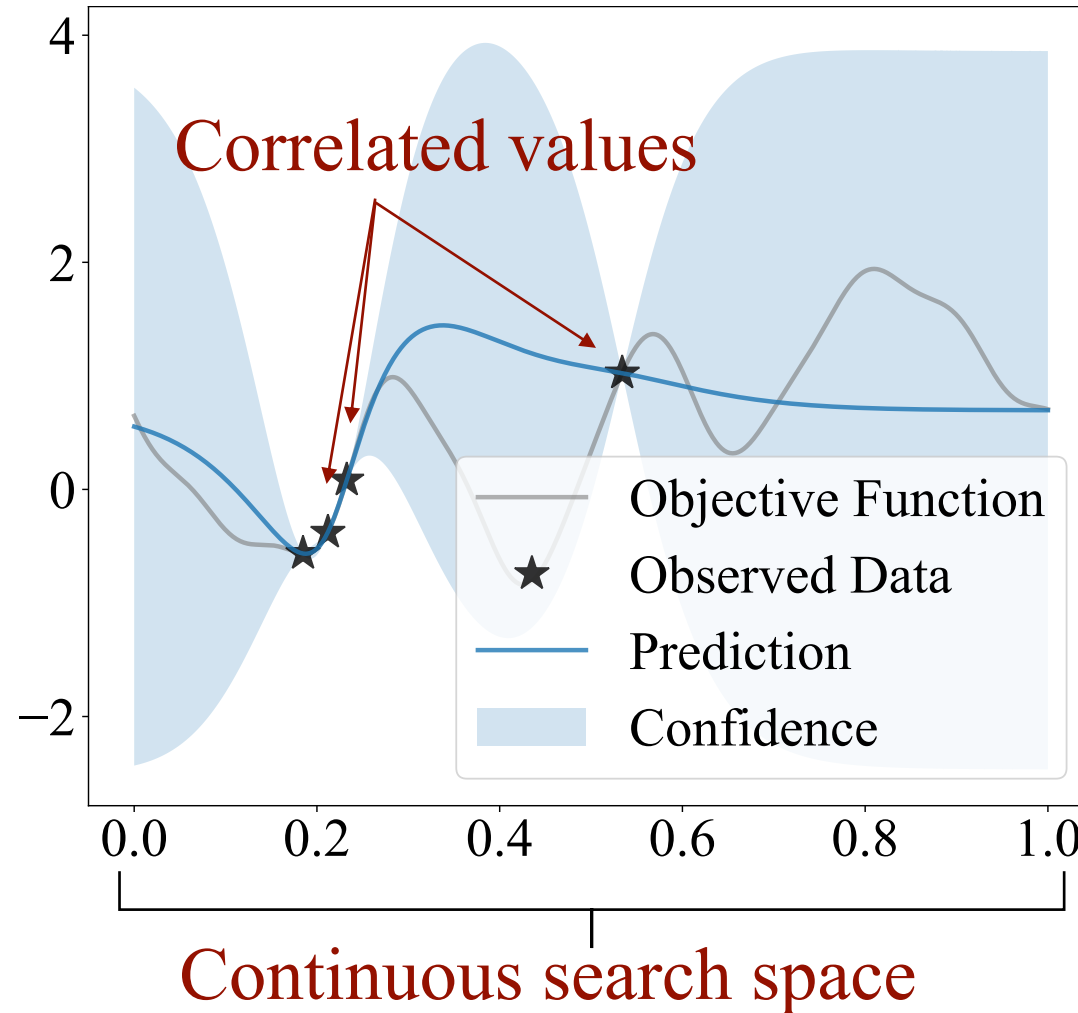 4
Correlated values
2
0
−2
Objective Function
Observed Data
Prediction
Confidence
0.0 0.2 0.4 0.6 0.8 1.0
Continuous search space